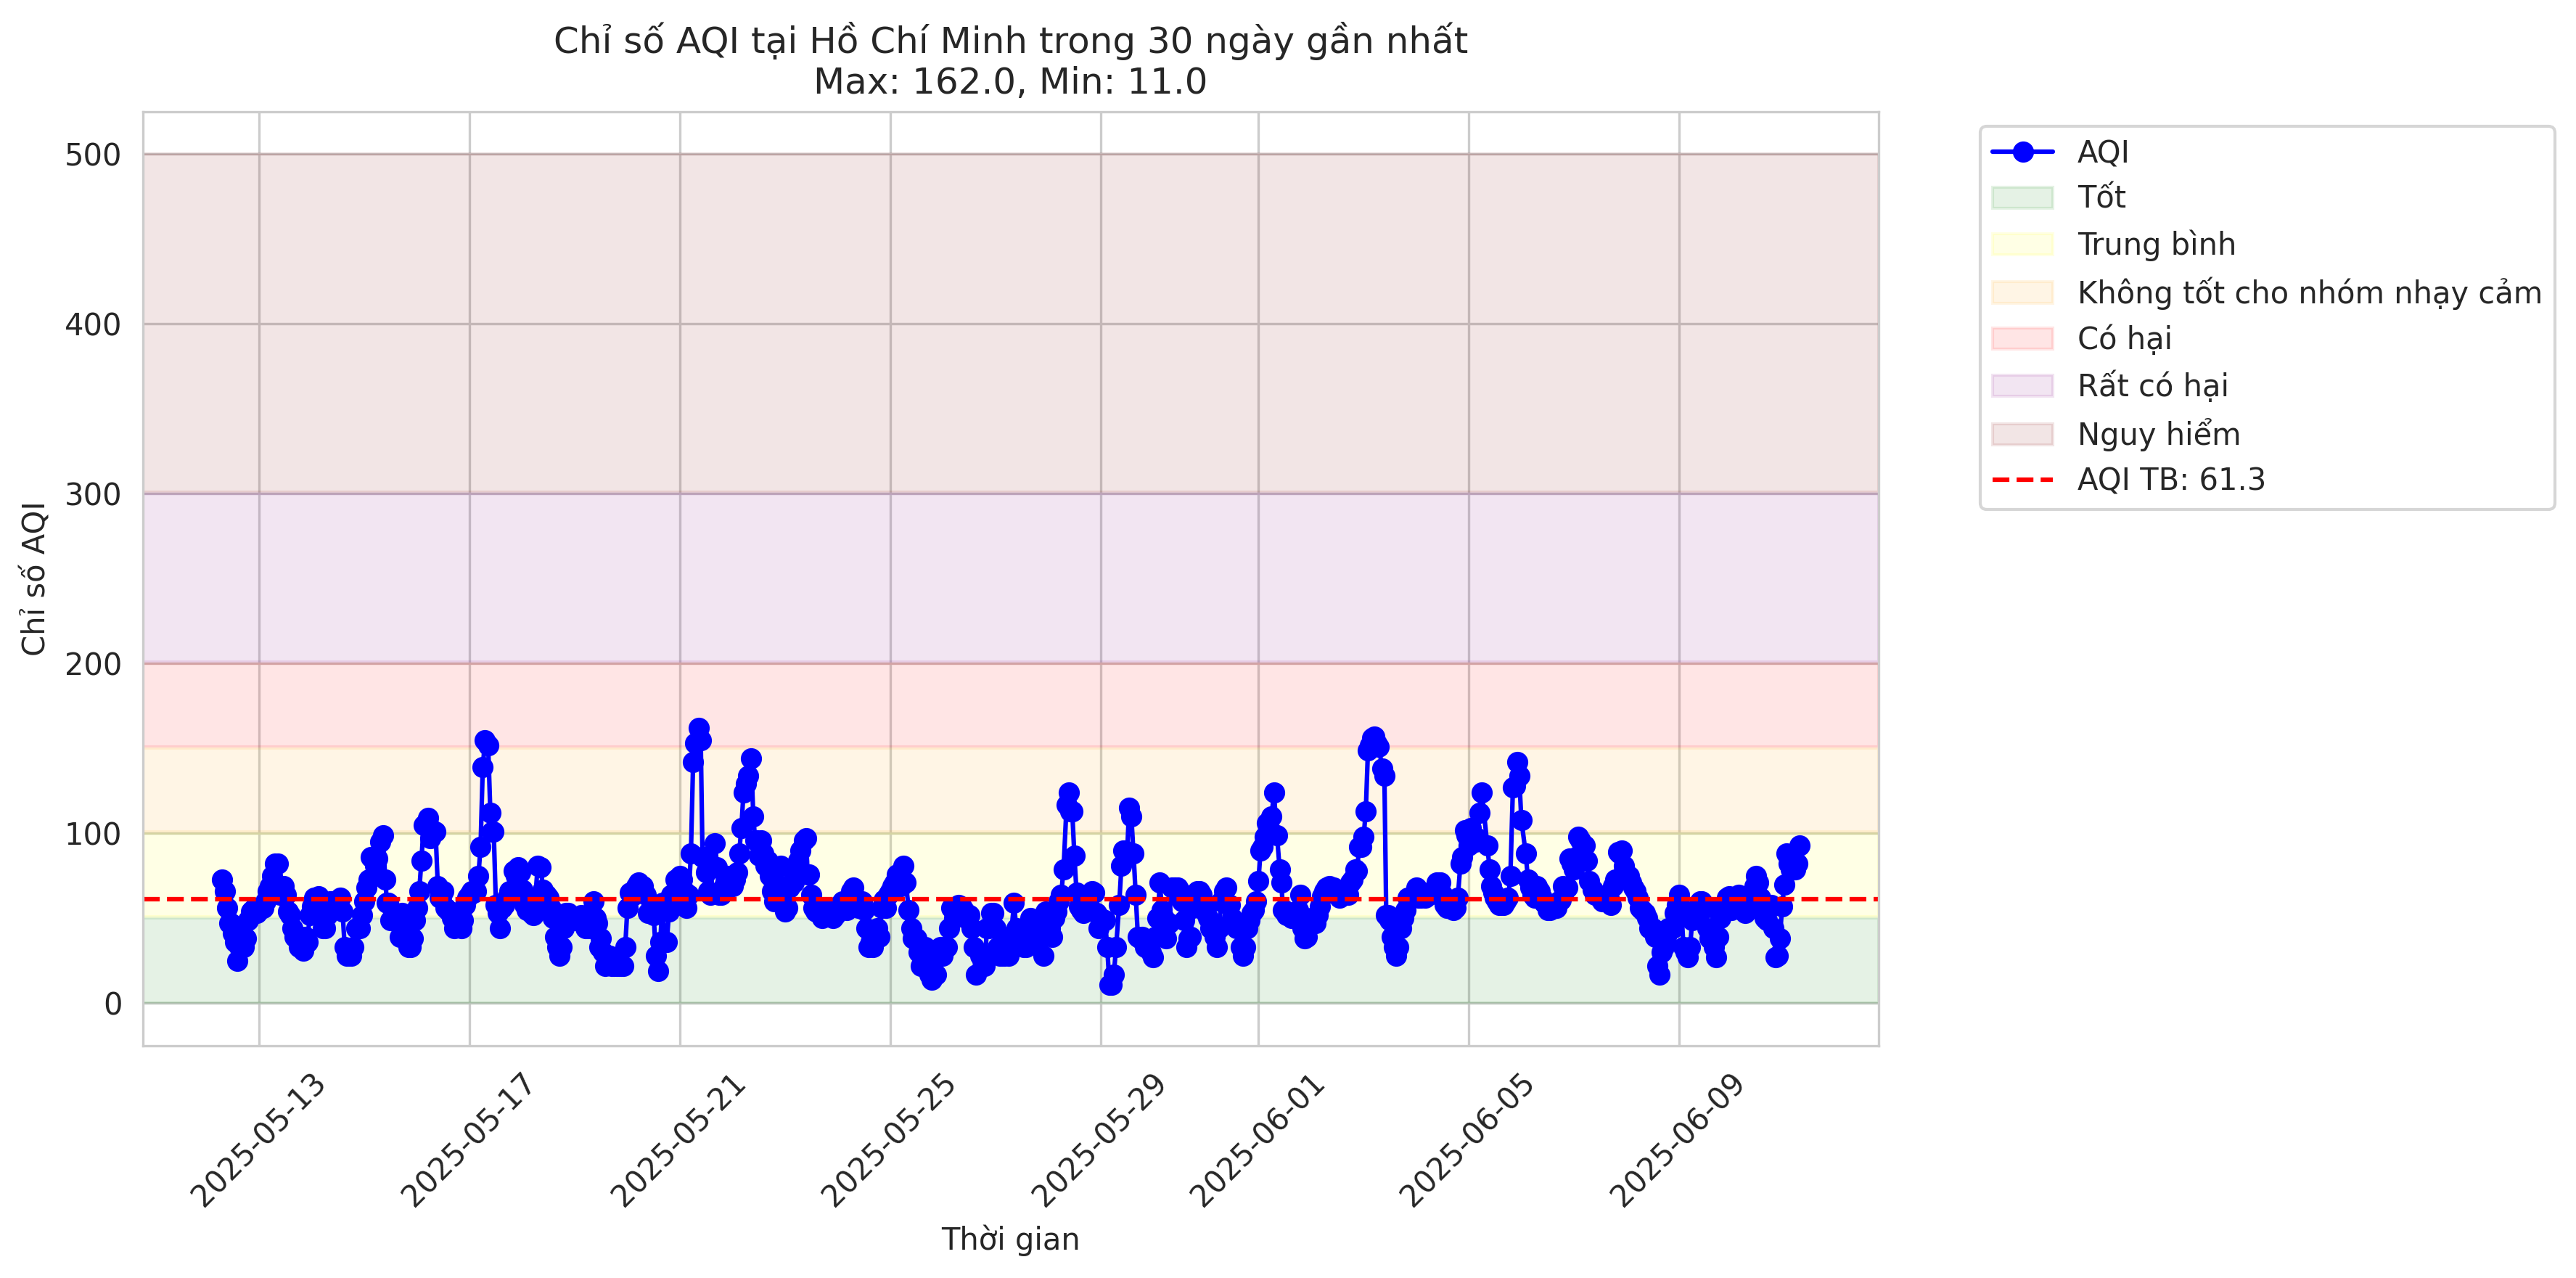 Chỉ số AQI tại Hồ Chí Minh trong 30 ngày gần nhất
Max: 162.0, Min: 11.0
Chỉ số AQI
500
400
300
200
100
0
2025-05-13
2025-05-17
2025-05-21
2025-05-25
2025-05-29
2025-06-01
2025-06-05
2025-06-09
Thời gian
AQI
Tốt
Trung bình
Không tốt cho nhóm nhạy cảm
Có hại
Rất có hại
Nguy hiểm
AQI TB: 61.3